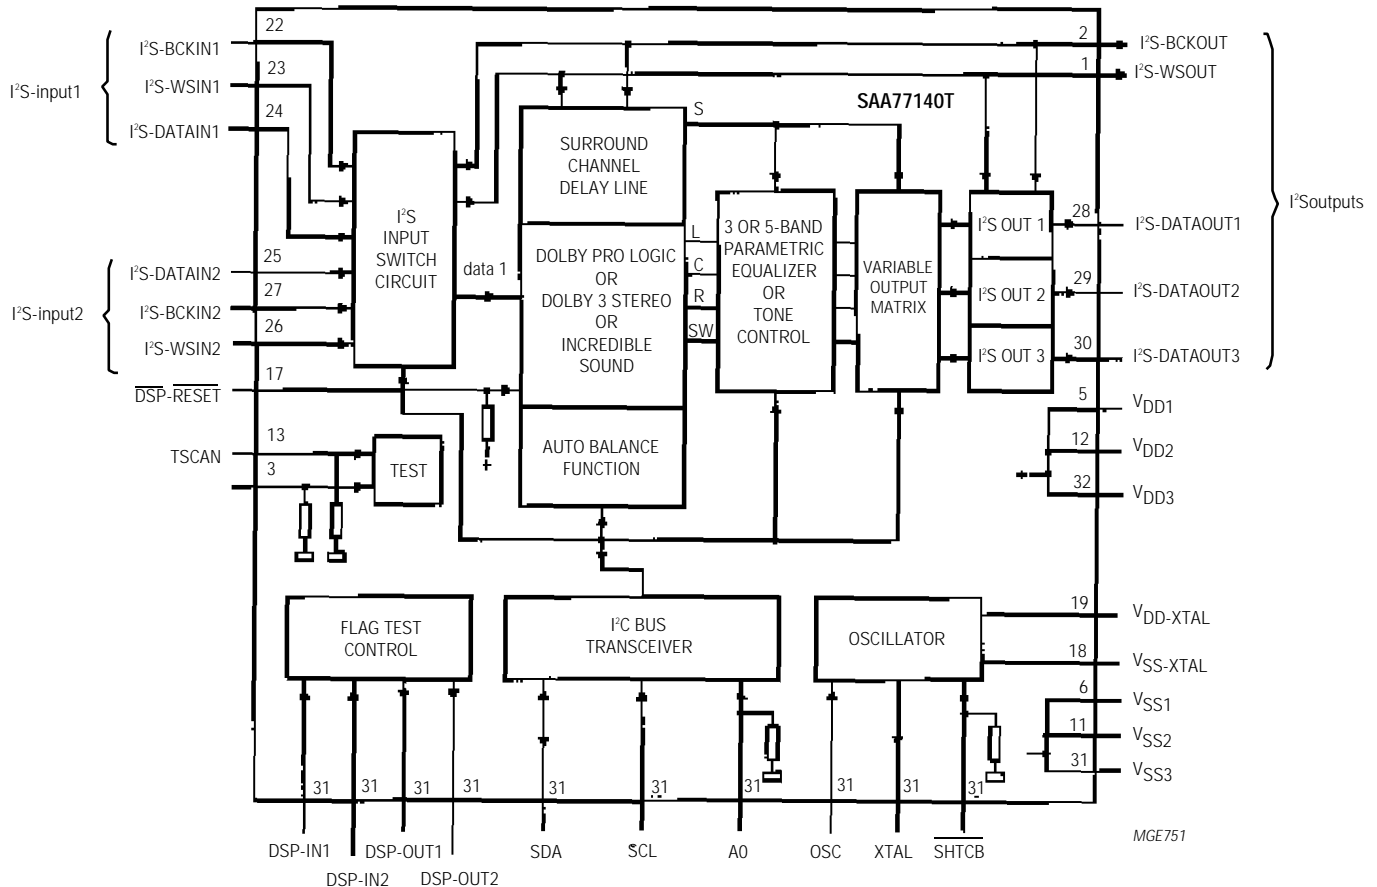 22
I²S-BCKIN1
23
I²S-WSIN1
I²S-input1
24
I²S-DATAIN1
25
I²S-DATAIN2
27
I²S-input2
I²S-BCKIN2
26
I²S-WSIN2
17
DSP-RESET
13
TSCAN
3
I²S
INPUT
SWITCH
CIRCUIT
data 1
TEST
SURROUND
CHANNEL
DELAY LINE
DOLBY PRO LOGIC
OR
DOLBY 3 STEREO
OR
INCREDIBLE
SOUND
AUTO BALANCE
FUNCTION
S
L
C
R
SW
SAA77140T
3 OR 5-BAND
PARAMETRIC
EQUALIZER
OR
TONE
CONTROL
VARIABLE
OUTPUT
MATRIX
I²S OUT 1
I²S OUT 2
I²S OUT 3
2
I²S-BCKOUT
1
I²S-WSOUT
28
I²S-DATAOUT1
29
I²S-DATAOUT2
30
I²S-DATAOUT3
I²Soutputs
5
VDD1
12
VDD2
32
VDD3
19
VDD-XTAL
18
VSS-XTAL
6
VSS1
11
VSS2
31
VSS3
FLAG TEST
CONTROL
I²C BUS
TRANSCEIVER
OSCILLATOR
31
31
31
31
31
31
31
31
31
31
DSP-IN1
DSP-IN2
DSP-OUT1
DSP-OUT2
SDA
SCL
A0
OSC
XTAL
SHTCB
MGE751